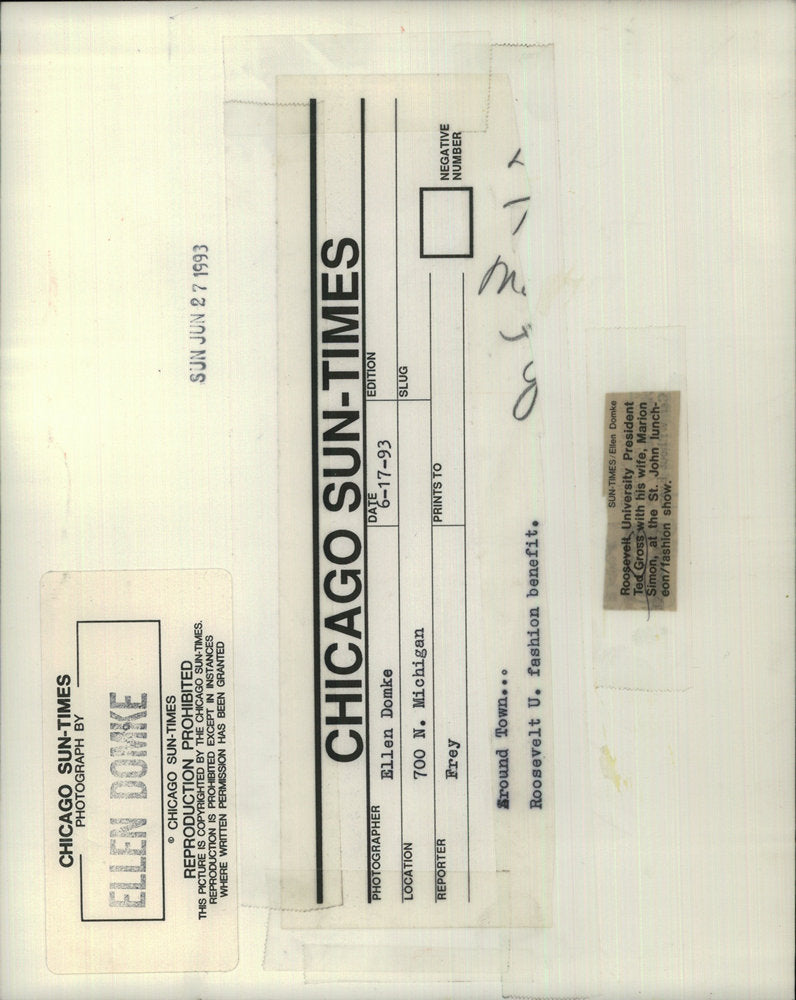 CHICAGO SUN-TIMES
PHOTOGRAPH BY
ELLEN DOMKE
© CHICAGO SUN-TIMES
REPRODUCTION PROHIBITED
THIS PICTURE IS COPYRIGHTED BY THE CHICAGO SUN-TIMES.
REPRODUCTION IS PROHIBITED EXCEPT IN INSTANCES
WHERE WRITTEN PERMISSION HAS BEEN GRANTED
SUN JUN 27 1993
CHICAGO SUN-TIMES
PHOTOGRAPHER Ellen Domke DATE 6-17-93 EDITION
LOCATION 700 N. Michigan SLUG
REPORTER Frey PRINTS TO NEGATIVE NUMBER
Around Town...
Roosevelt U. fashion benefit.
SUN-TIMES/Ellen Domke
Roosevelt University President
Ted Gross with his wife, Marion
Simon, at the St. John lunch-
eon/fashion show.